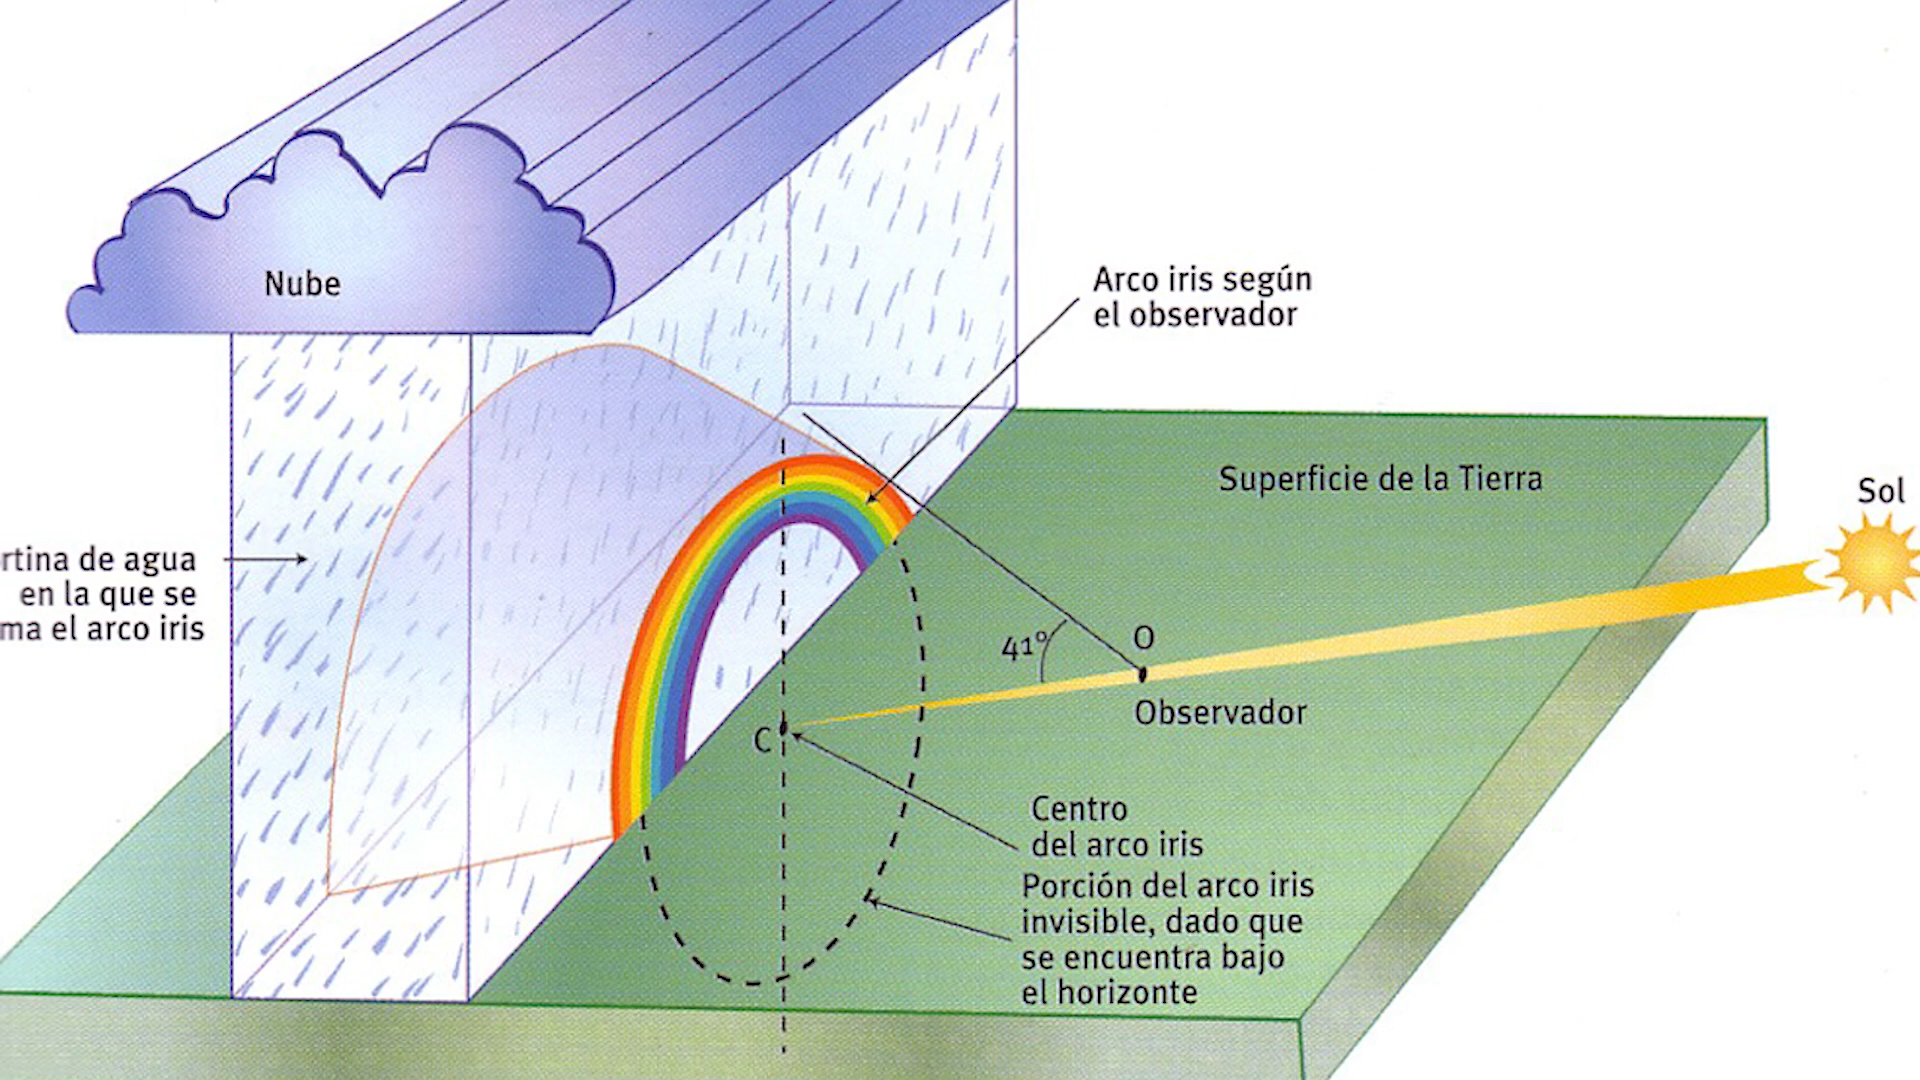 Nube
Arco iris según
el observador
Superficie de la Tierra
Sol
rtina de agua
en la que se
ma el arco iris
41°
O
Observador
C
Centro
del arco iris
Porción del arco iris
invisible, dado que
se encuentra bajo
el horizonte